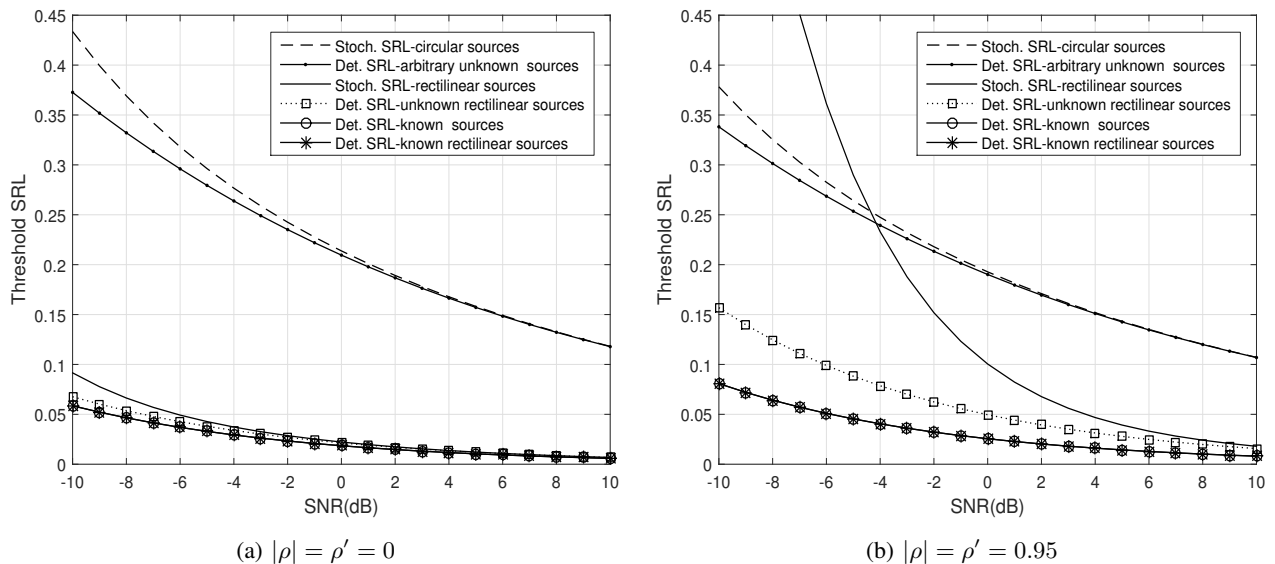 0.45
0.4
0.35
0.3
0.25
0.2
0.15
0.1
0.05
0
Threshold SRL
-10 -8 -6 -4 -2 0 2 4 6 8 10
SNR(dB)
Stoch. SRL-circular sources
Det. SRL-arbitrary unknown sources
Stoch. SRL-rectilinear sources
Det. SRL-unknown rectilinear sources
Det. SRL-known sources
Det. SRL-known rectilinear sources
(a) |ρ| = ρ′ = 0
0.45
0.4
0.35
0.3
0.25
0.2
0.15
0.1
0.05
0
Threshold SRL
-10 -8 -6 -4 -2 0 2 4 6 8 10
SNR(dB)
Stoch. SRL-circular sources
Det. SRL-arbitrary unknown sources
Stoch. SRL-rectilinear sources
Det. SRL-unknown rectilinear sources
Det. SRL-known sources
Det. SRL-known rectilinear sources
(b) |ρ| = ρ′ = 0.95